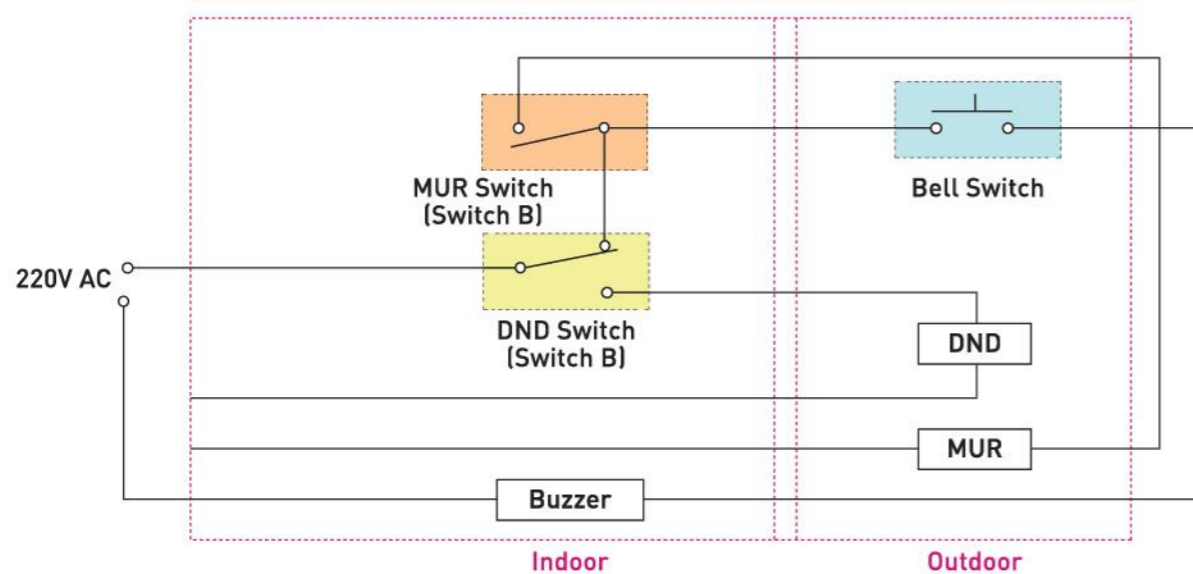 MUR Switch
(Switch B)
Bell Switch
220V AC
DND Switch
(Switch B)
DND
MUR
Buzzer
Indoor
Outdoor